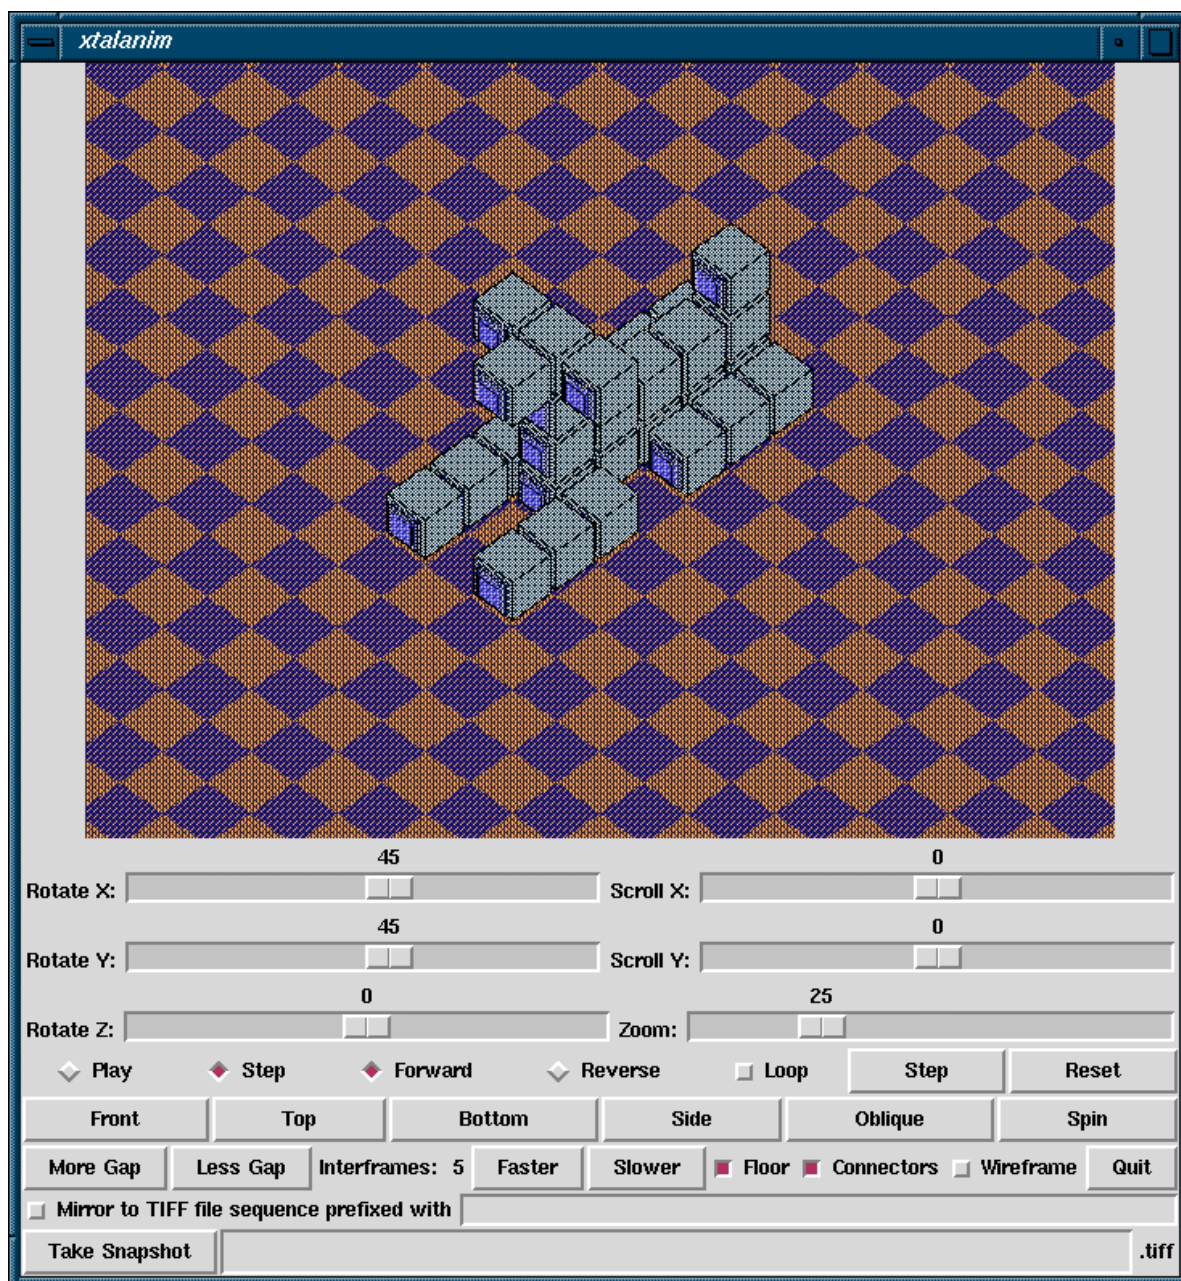 xtalanim
45 0
Rotate X: Scroll X:
45 0
Rotate Y: Scroll Y:
0 25
Rotate Z: Zoom:
Play Step Forward Reverse Loop Step Reset
Front Top Bottom Side Oblique Spin
More Gap Less Gap Interframes: 5 Faster Slower Floor Connectors Wireframe Quit
Mirror to TIFF file sequence prefixed with
Take Snapshot .tiff